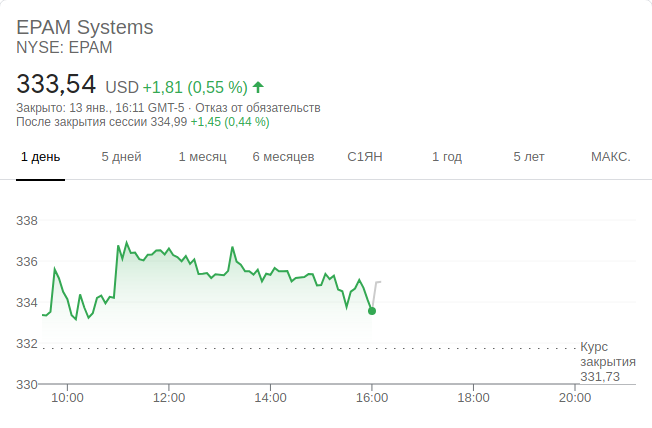 EPAM Systems
NYSE: EPAM
333,54 USD +1,81 (0,55 %)
Закрыто: 13 янв., 16:11 GMT-5 · Отказ от обязательств
После закрытия сессии 334,99 +1,45 (0,44 %)
1 день 5 дней 1 месяц 6 месяцев С1ЯН 1 год 5 лет МАКС.
338
336
334
332
Курс
закрытия
331,73
330
10:00 12:00 14:00 16:00 18:00 20:00